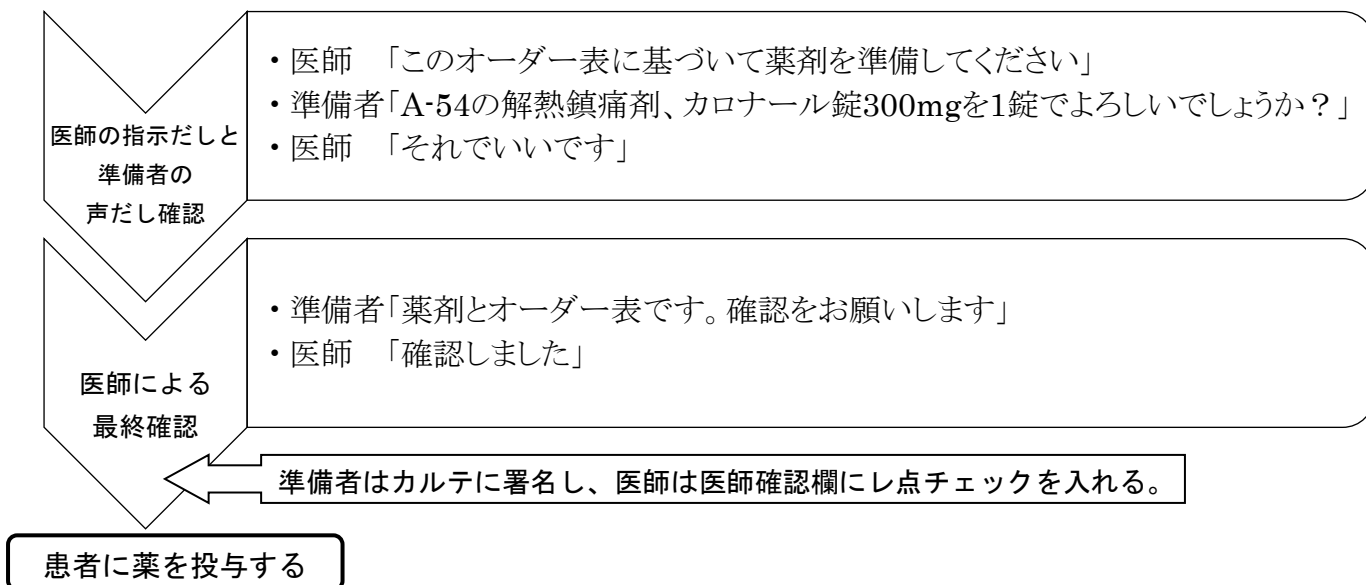 医師の指示だしと
準備者の
声だし確認
・医師　「このオーダー表に基づいて薬剤を準備してください」
・準備者「A-54の解熱鎮痛剤、カロナール錠300mgを1錠でよろしいでしょうか？」
・医師　「それでいいです」
医師による
最終確認
・準備者「薬剤とオーダー表です。確認をお願いします」
・医師　「確認しました」
準備者はカルテに署名し、医師は医師確認欄にレ点チェックを入れる。
患者に薬を投与する